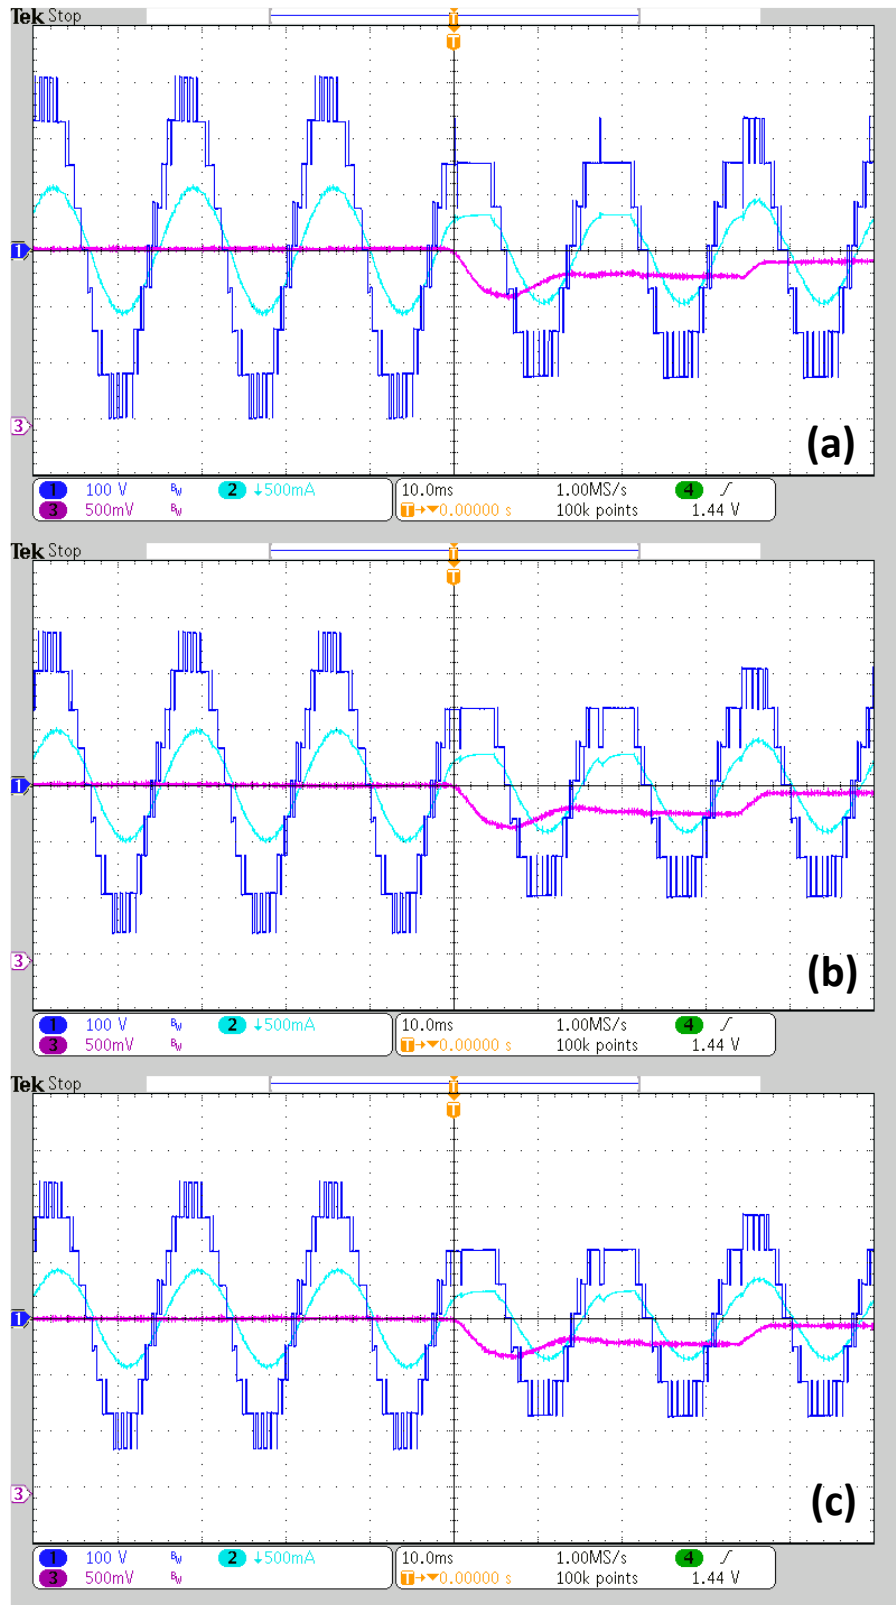 Tek Stop
T
T
1
3
(a)
1 100 V BW 2 ↓500mA
3 500mV BW
10.0ms 1.00MS/s 4 ⌠
T→▼0.00000 s 100k points 1.44 V
Tek Stop
T
T
1
3
(b)
1 100 V BW 2 ↓500mA
3 500mV BW
10.0ms 1.00MS/s 4 ⌠
T→▼0.00000 s 100k points 1.44 V
Tek Stop
T
T
1
3
(c)
1 100 V BW 2 ↓500mA
3 500mV BW
10.0ms 1.00MS/s 4 ⌠
T→▼0.00000 s 100k points 1.44 V